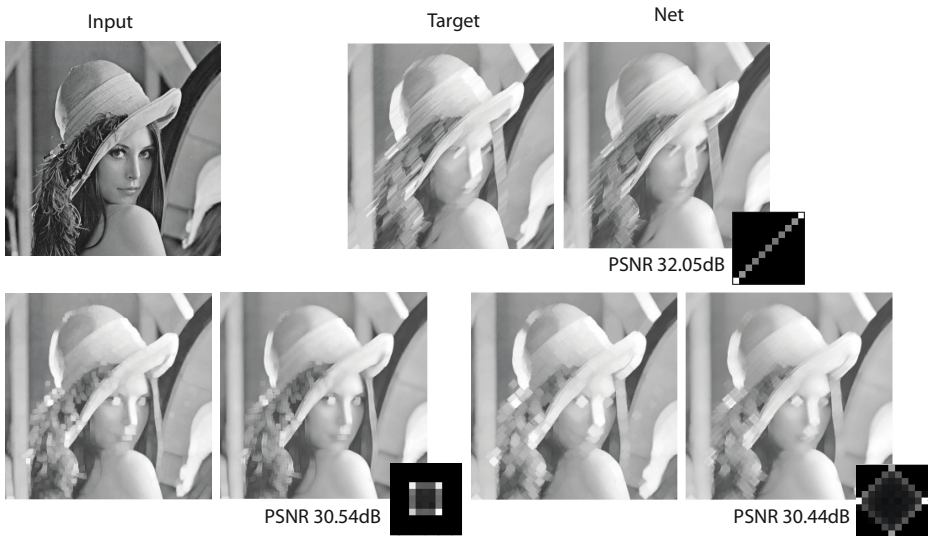 Input
Target
Net
PSNR 32.05dB
PSNR 30.54dB
PSNR 30.44dB